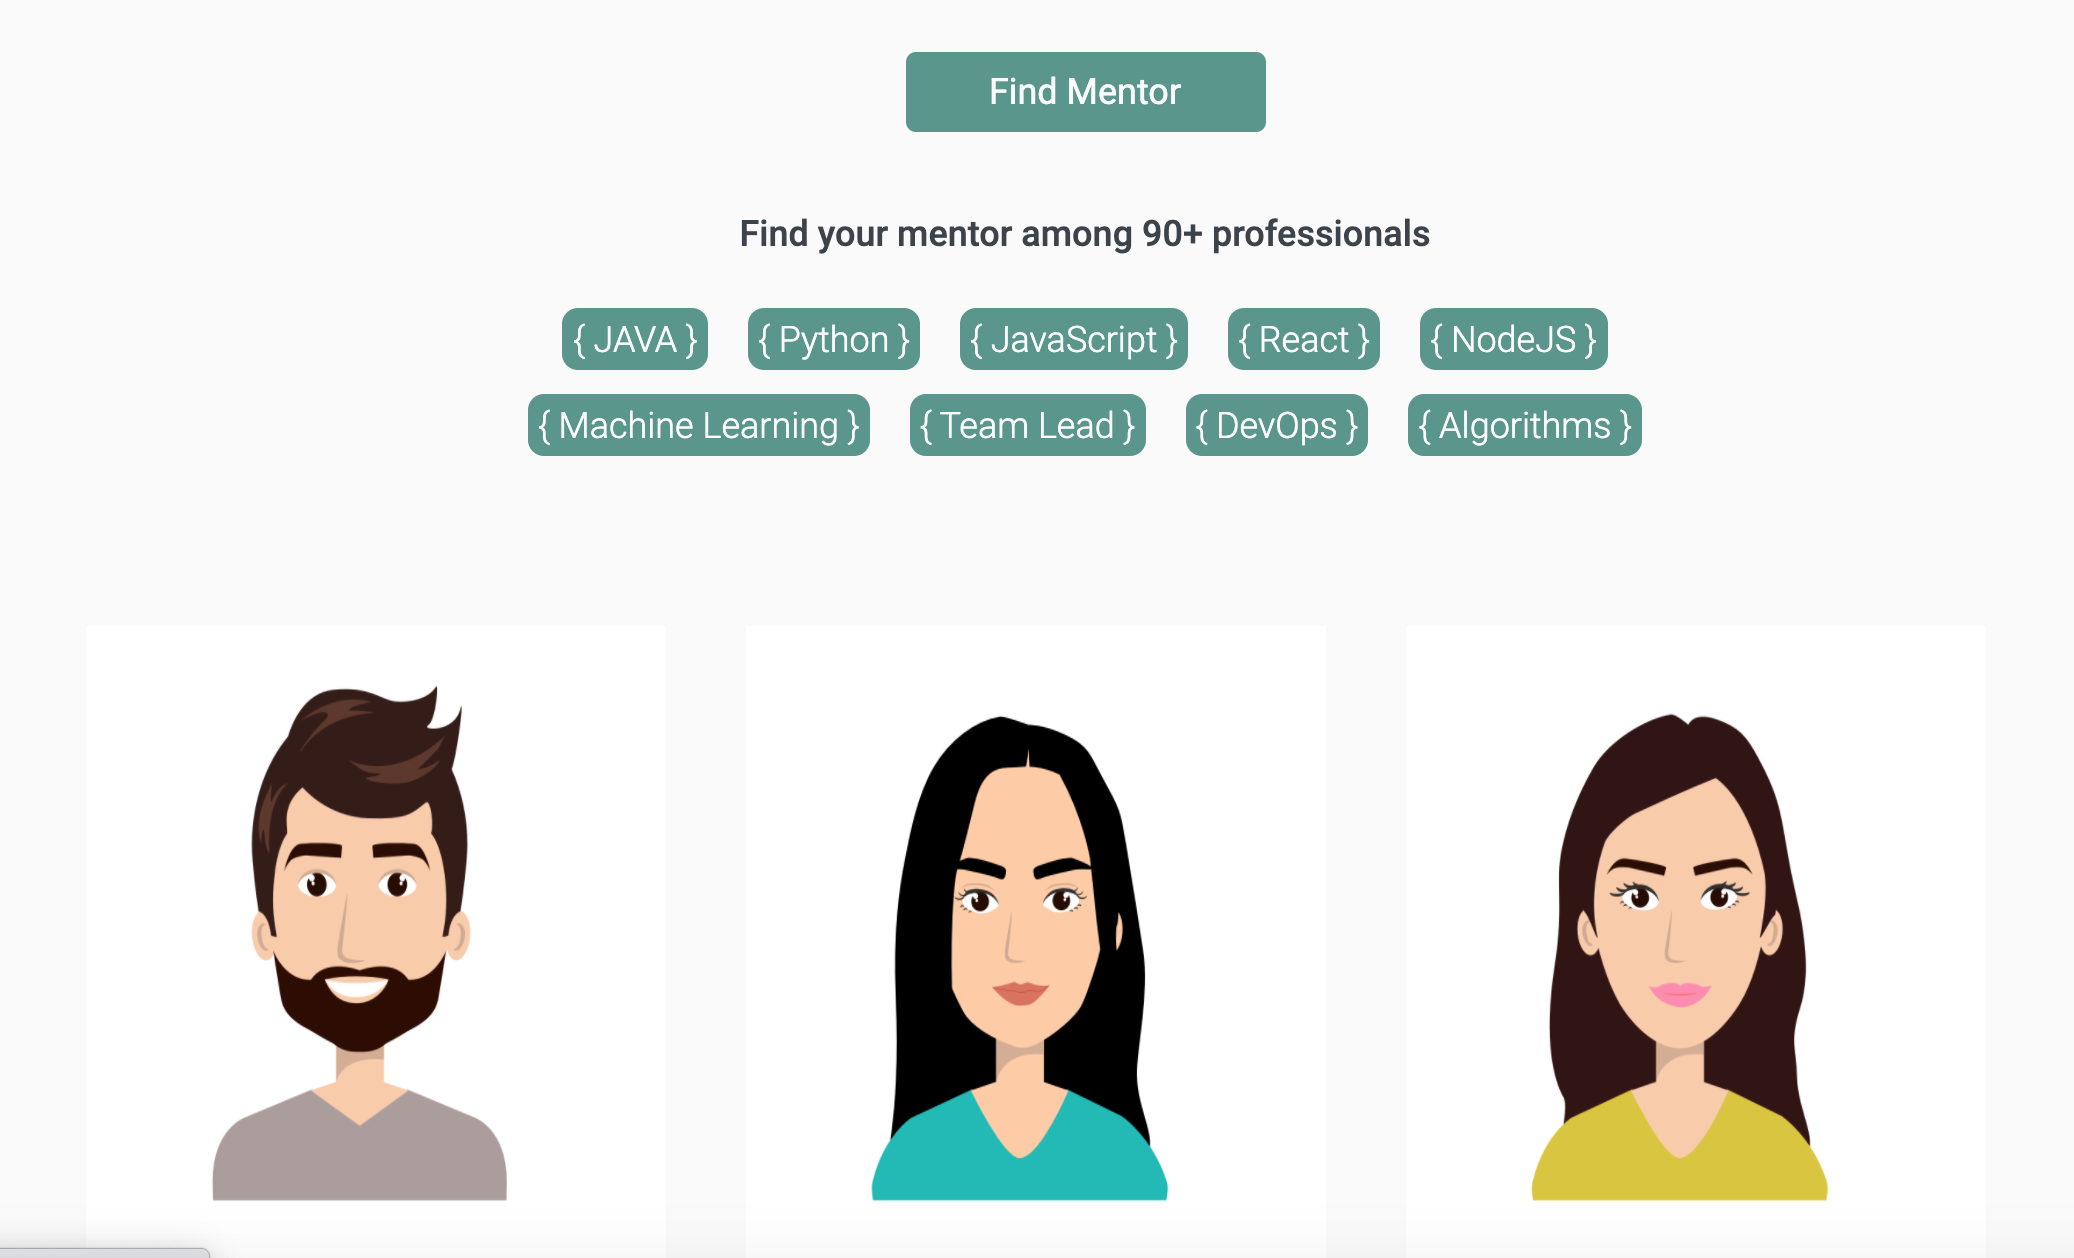 Find Mentor
Find your mentor among 90+ professionals
{ JAVA } { Python } { JavaScript } { React } { NodeJS }
{ Machine Learning } { Team Lead } { DevOps } { Algorithms }